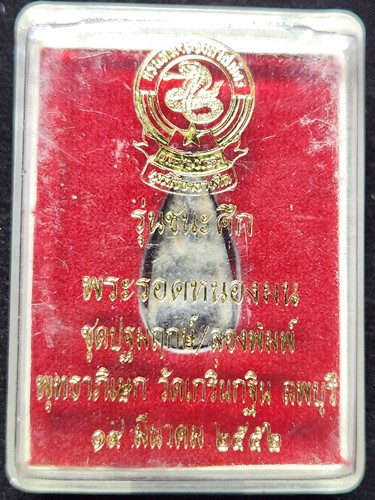 รุ่นชนะศึก
พระรอดหนองมน
ชุดปฐมฤกษ์/ลองพิมพ์
พุทธาภิเษก วัดเกริ่นกฐิน ลพบุรี
๑๙ มีนาคม ๒๕๕๒